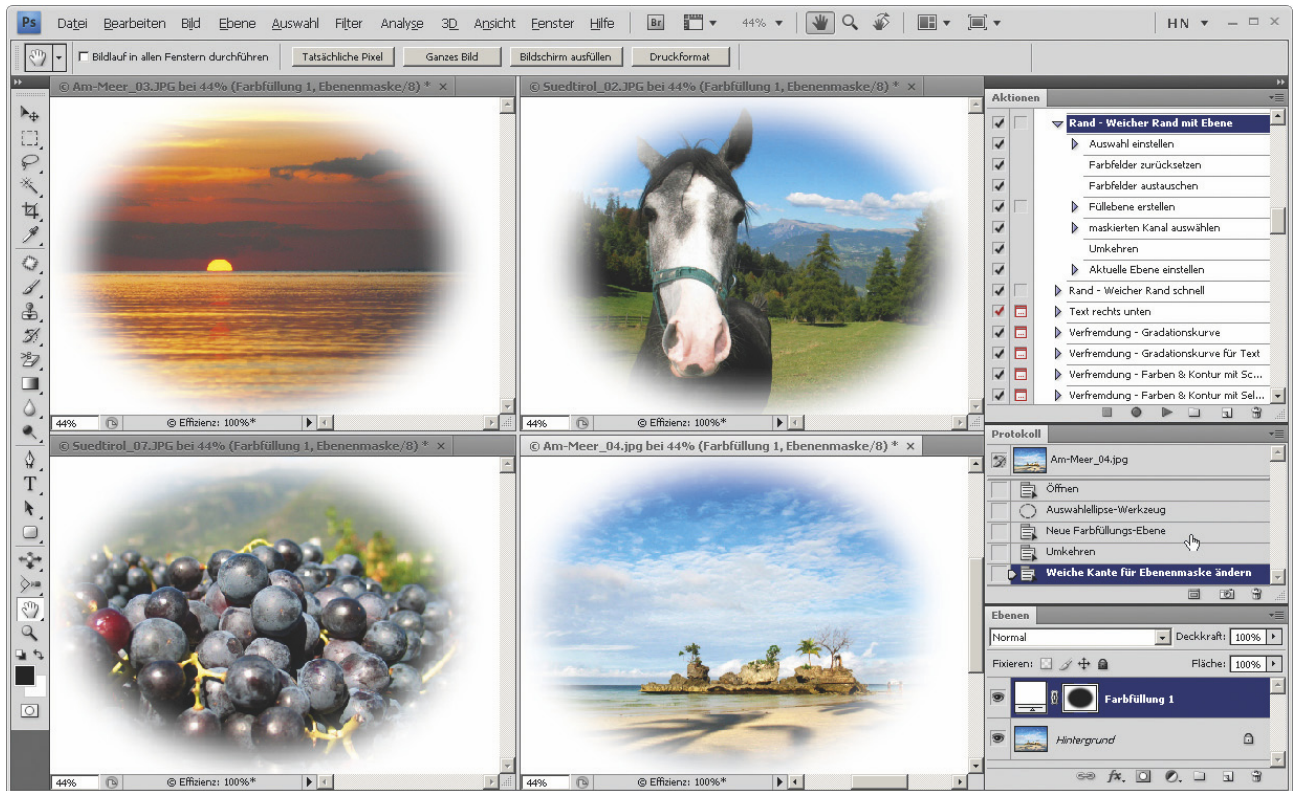 Ps Datei Bearbeiten Bild Ebene Auswahl Filter Analyse 3D Ansicht Fenster Hilfe Br 44% HN
Bildlauf in allen Fenstern durchführen Tatsächliche Pixel Ganzes Bild Bildschirm ausfüllen Druckformat
© Am-Meer_03.JPG bei 44% (Farbfüllung 1, Ebenenmaske/8) * ×
© Suedtirol_02.JPG bei 44% (Farbfüllung 1, Ebenenmaske/8) * ×
44% © Effizienz: 100%*
44% © Effizienz: 100%*
© Suedtirol_07.JPG bei 44% (Farbfüllung 1, Ebenenmaske/8) * ×
© Am-Meer_04.jpg bei 44% (Farbfüllung 1, Ebenenmaske/8) * ×
44% © Effizienz: 100%*
44% © Effizienz: 100%*
T
Aktionen
Rand - Weicher Rand mit Ebene
Auswahl einstellen
Farbfelder zurücksetzen
Farbfelder austauschen
Füllebene erstellen
maskierten Kanal auswählen
Umkehren
Aktuelle Ebene einstellen
Rand - Weicher Rand schnell
Text rechts unten
Verfremdung - Gradationskurve
Verfremdung - Gradationskurve für Text
Verfremdung - Farben & Kontur mit Sc...
Verfremdung - Farben & Kontur mit Sel...
Protokoll
Am-Meer_04.jpg
Öffnen
Auswahlellipse-Werkzeug
Neue Farbfüllungs-Ebene
Umkehren
Weiche Kante für Ebenenmaske ändern
Ebenen
Normal Deckkraft: 100%
Fixieren: Fläche: 100%
Farbfüllung 1
Hintergrund
fx.